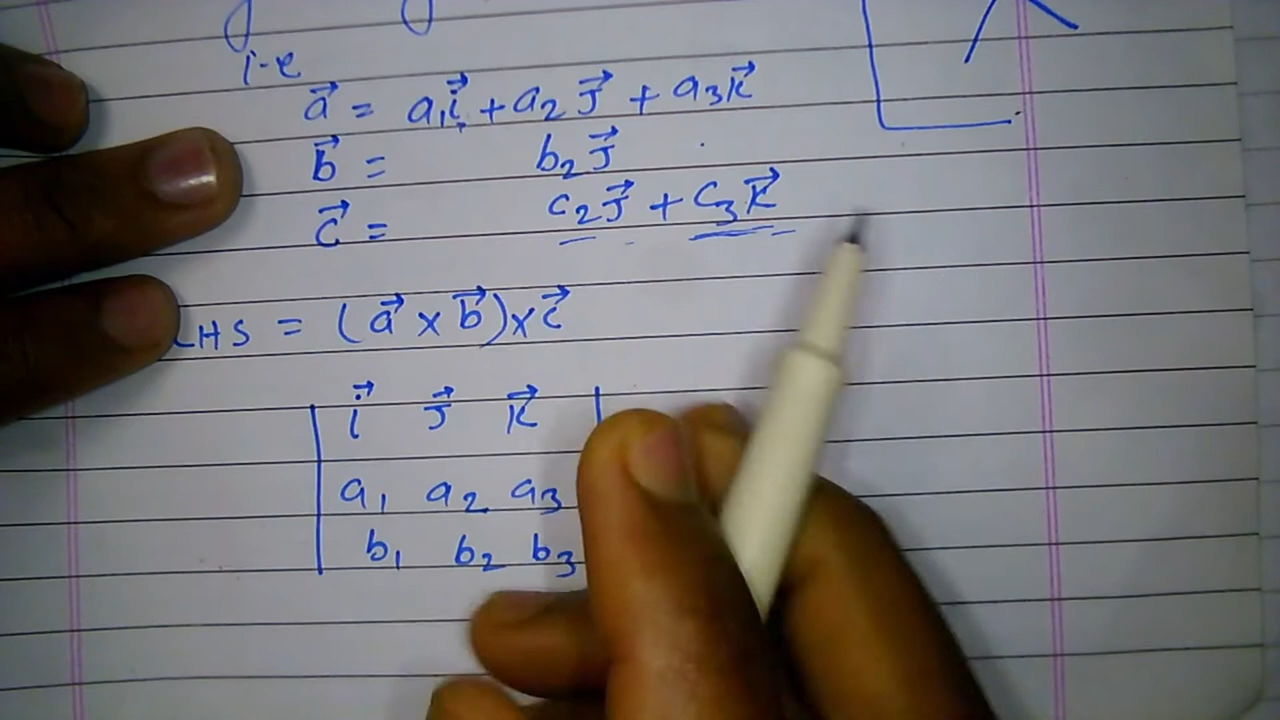 i-e
a⃗ = a₁i⃗ + a₂J⃗ + a₃K⃗
b⃗ = b₂J⃗
c⃗ = c₂J⃗ + C₃K⃗
LHS = (a⃗ × b⃗)×c⃗
i⃗ J⃗ K⃗
a₁ a₂ a₃
b₁ b₂ b₃